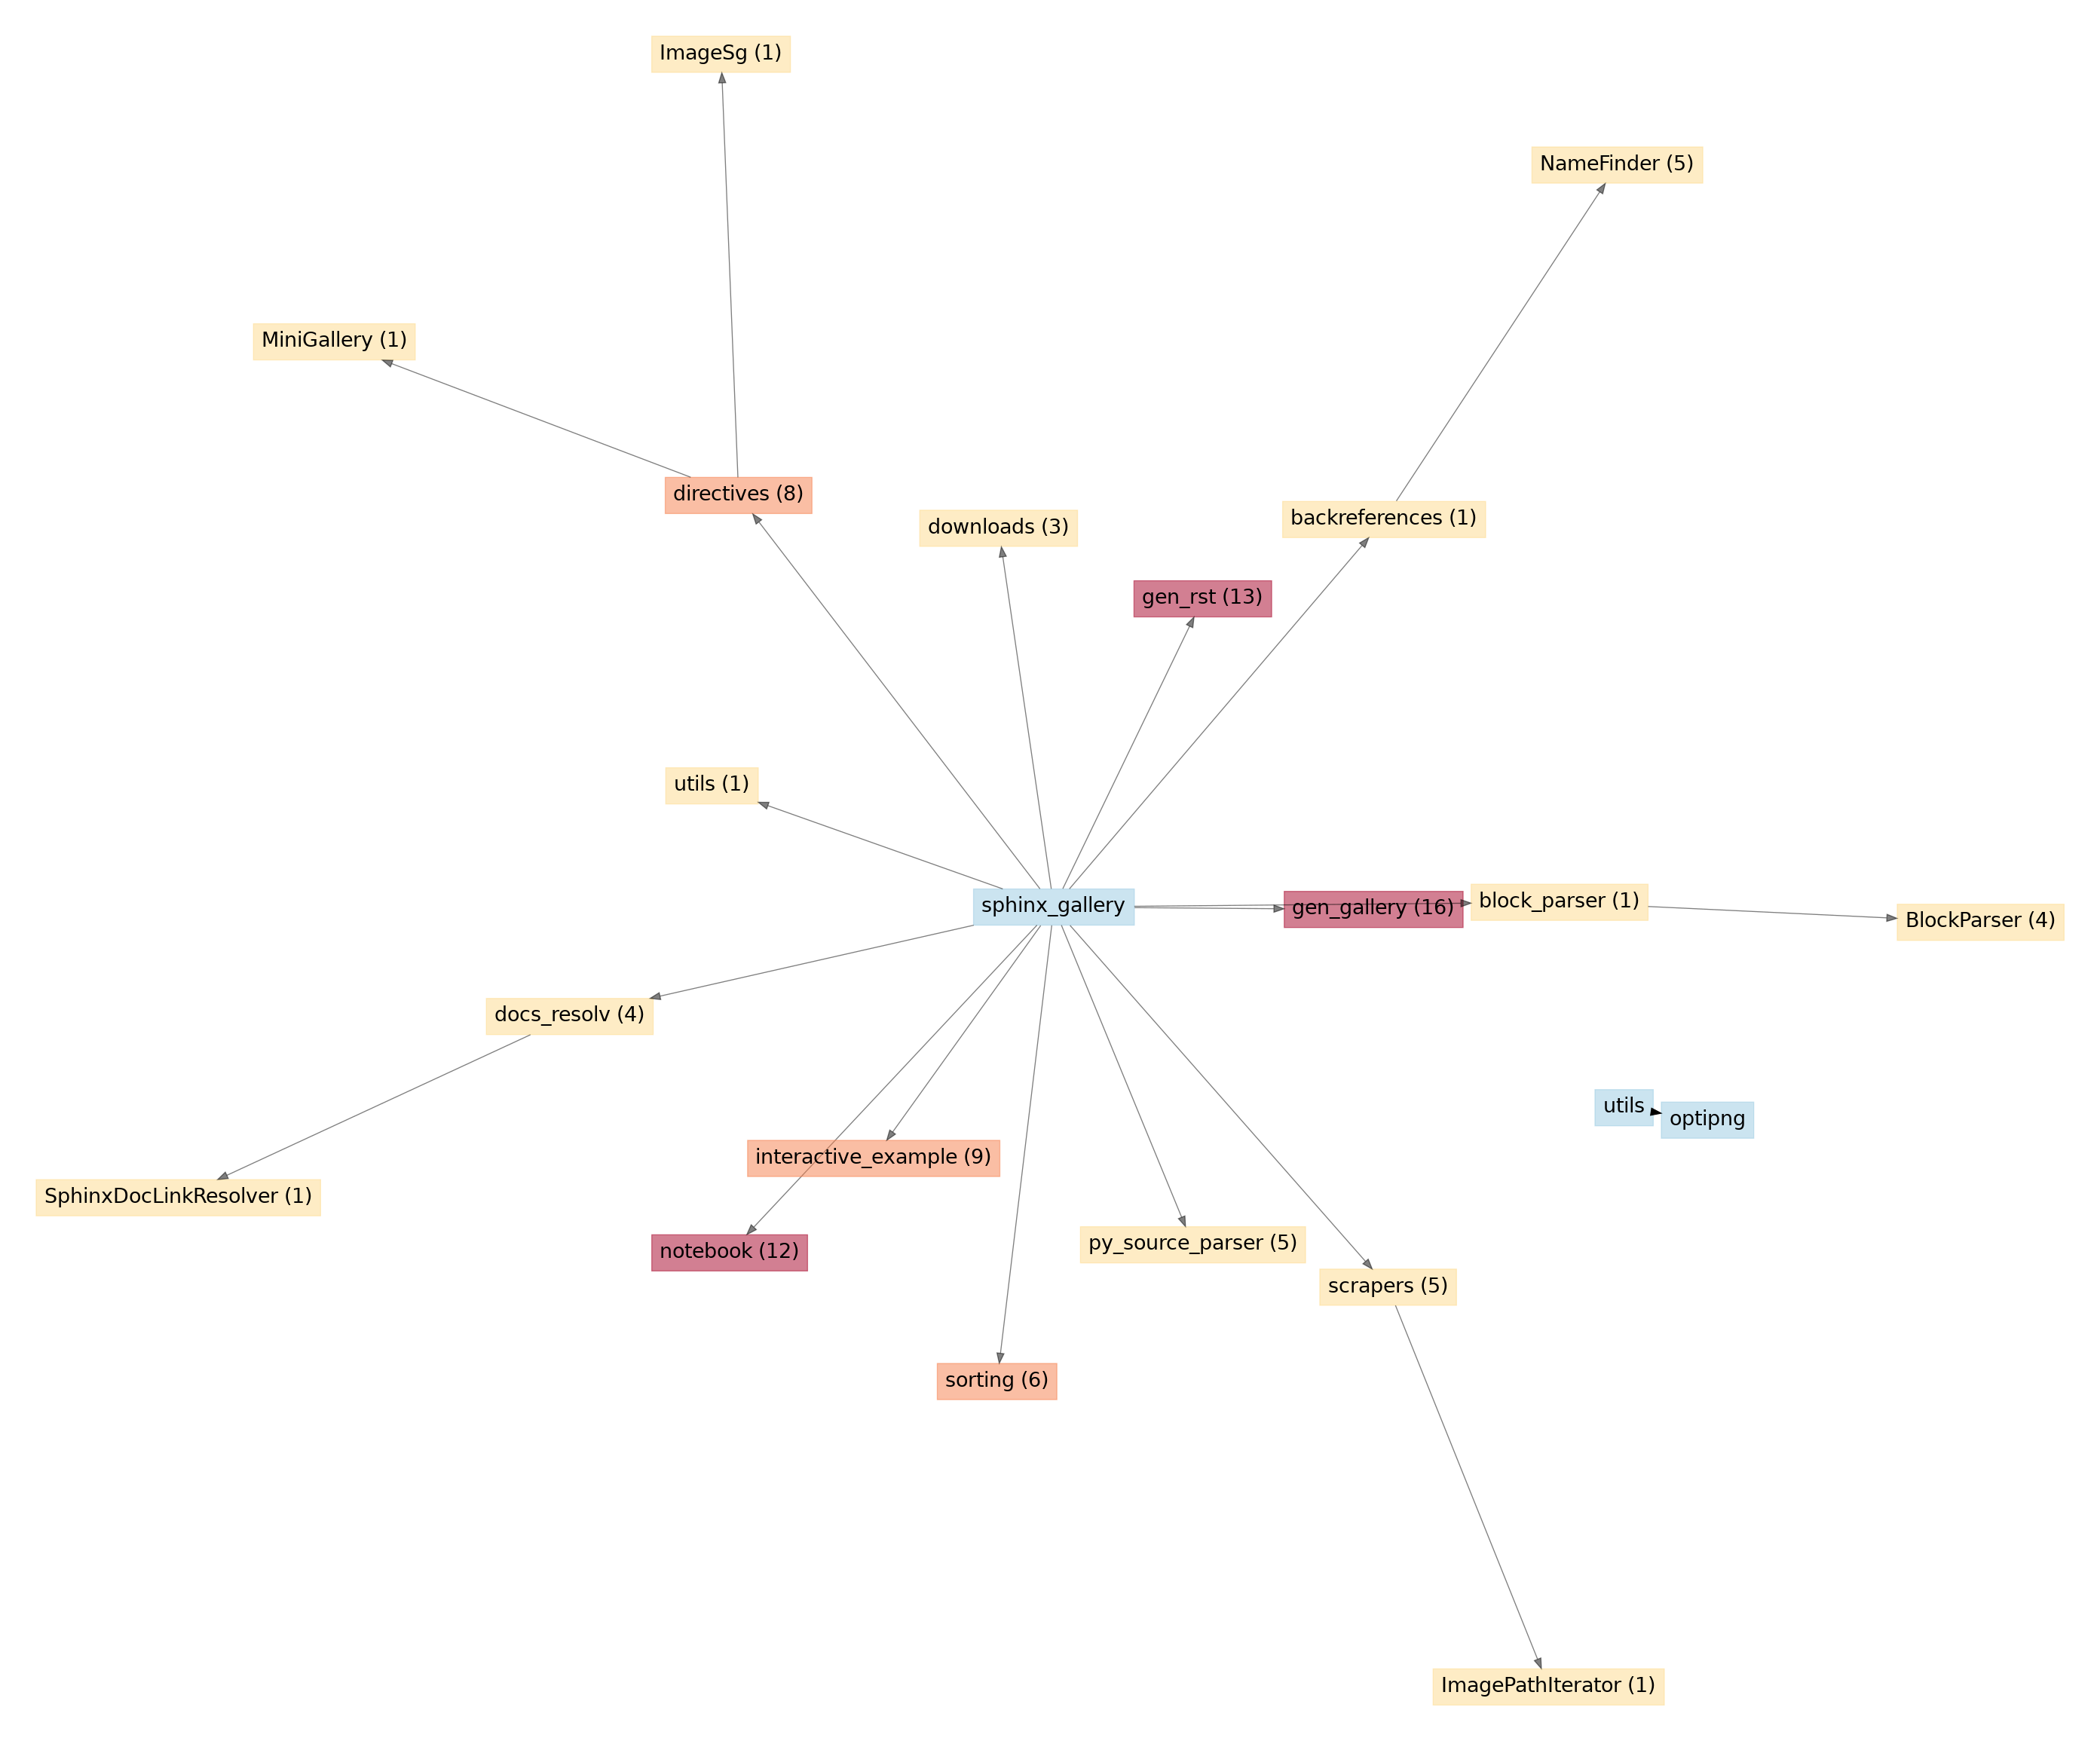 ImageSg (1)
NameFinder (5)
MiniGallery (1)
directives (8)
downloads (3)
backreferences (1)
gen_rst (13)
utils (1)
sphinx_gallery
gen_gallery (16)
block_parser (1)
BlockParser (4)
docs_resolv (4)
utils
optipng
interactive_example (9)
SphinxDocLinkResolver (1)
notebook (12)
py_source_parser (5)
scrapers (5)
sorting (6)
ImagePathIterator (1)